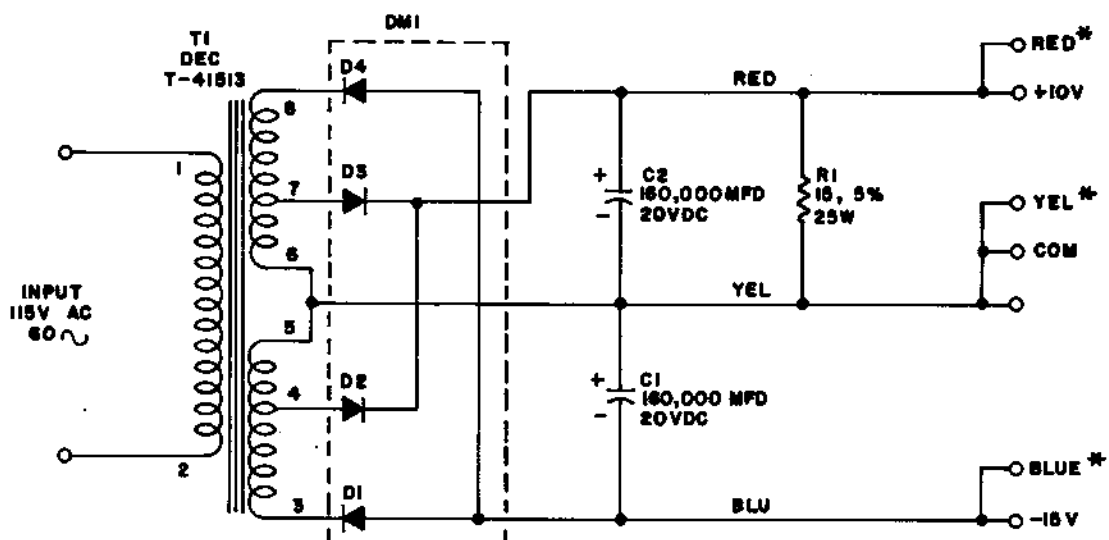 DM1
T1
DEC
T-41513
D4
8
RED
RED*
+10V
1
D3
7
C2
+
160,000 MFD
-
20VDC
R1
15, 5%
25W
YEL*
6
COM
INPUT
115V AC
60~
YEL
5
D2
4
C1
+
160,000 MFD
-
20VDC
2
BLUE*
3
D1
BLU
-15V